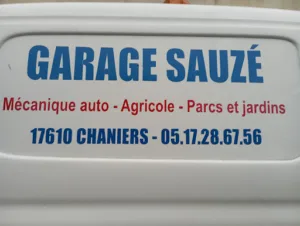 GARAGE SAUZÉ
Mécanique auto - Agricole - Parcs et jardins
17610 CHANIERS - 05.17.28.67.56